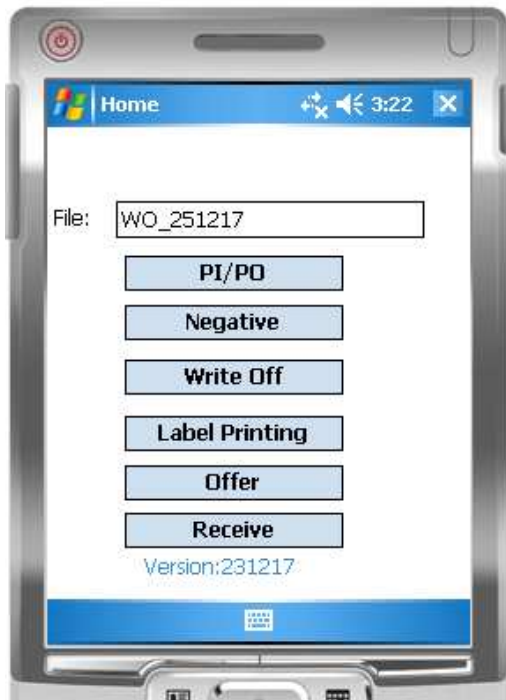 Home 3:22
File: WO_251217
PI/PO
Negative
Write Off
Label Printing
Offer
Receive
Version:231217